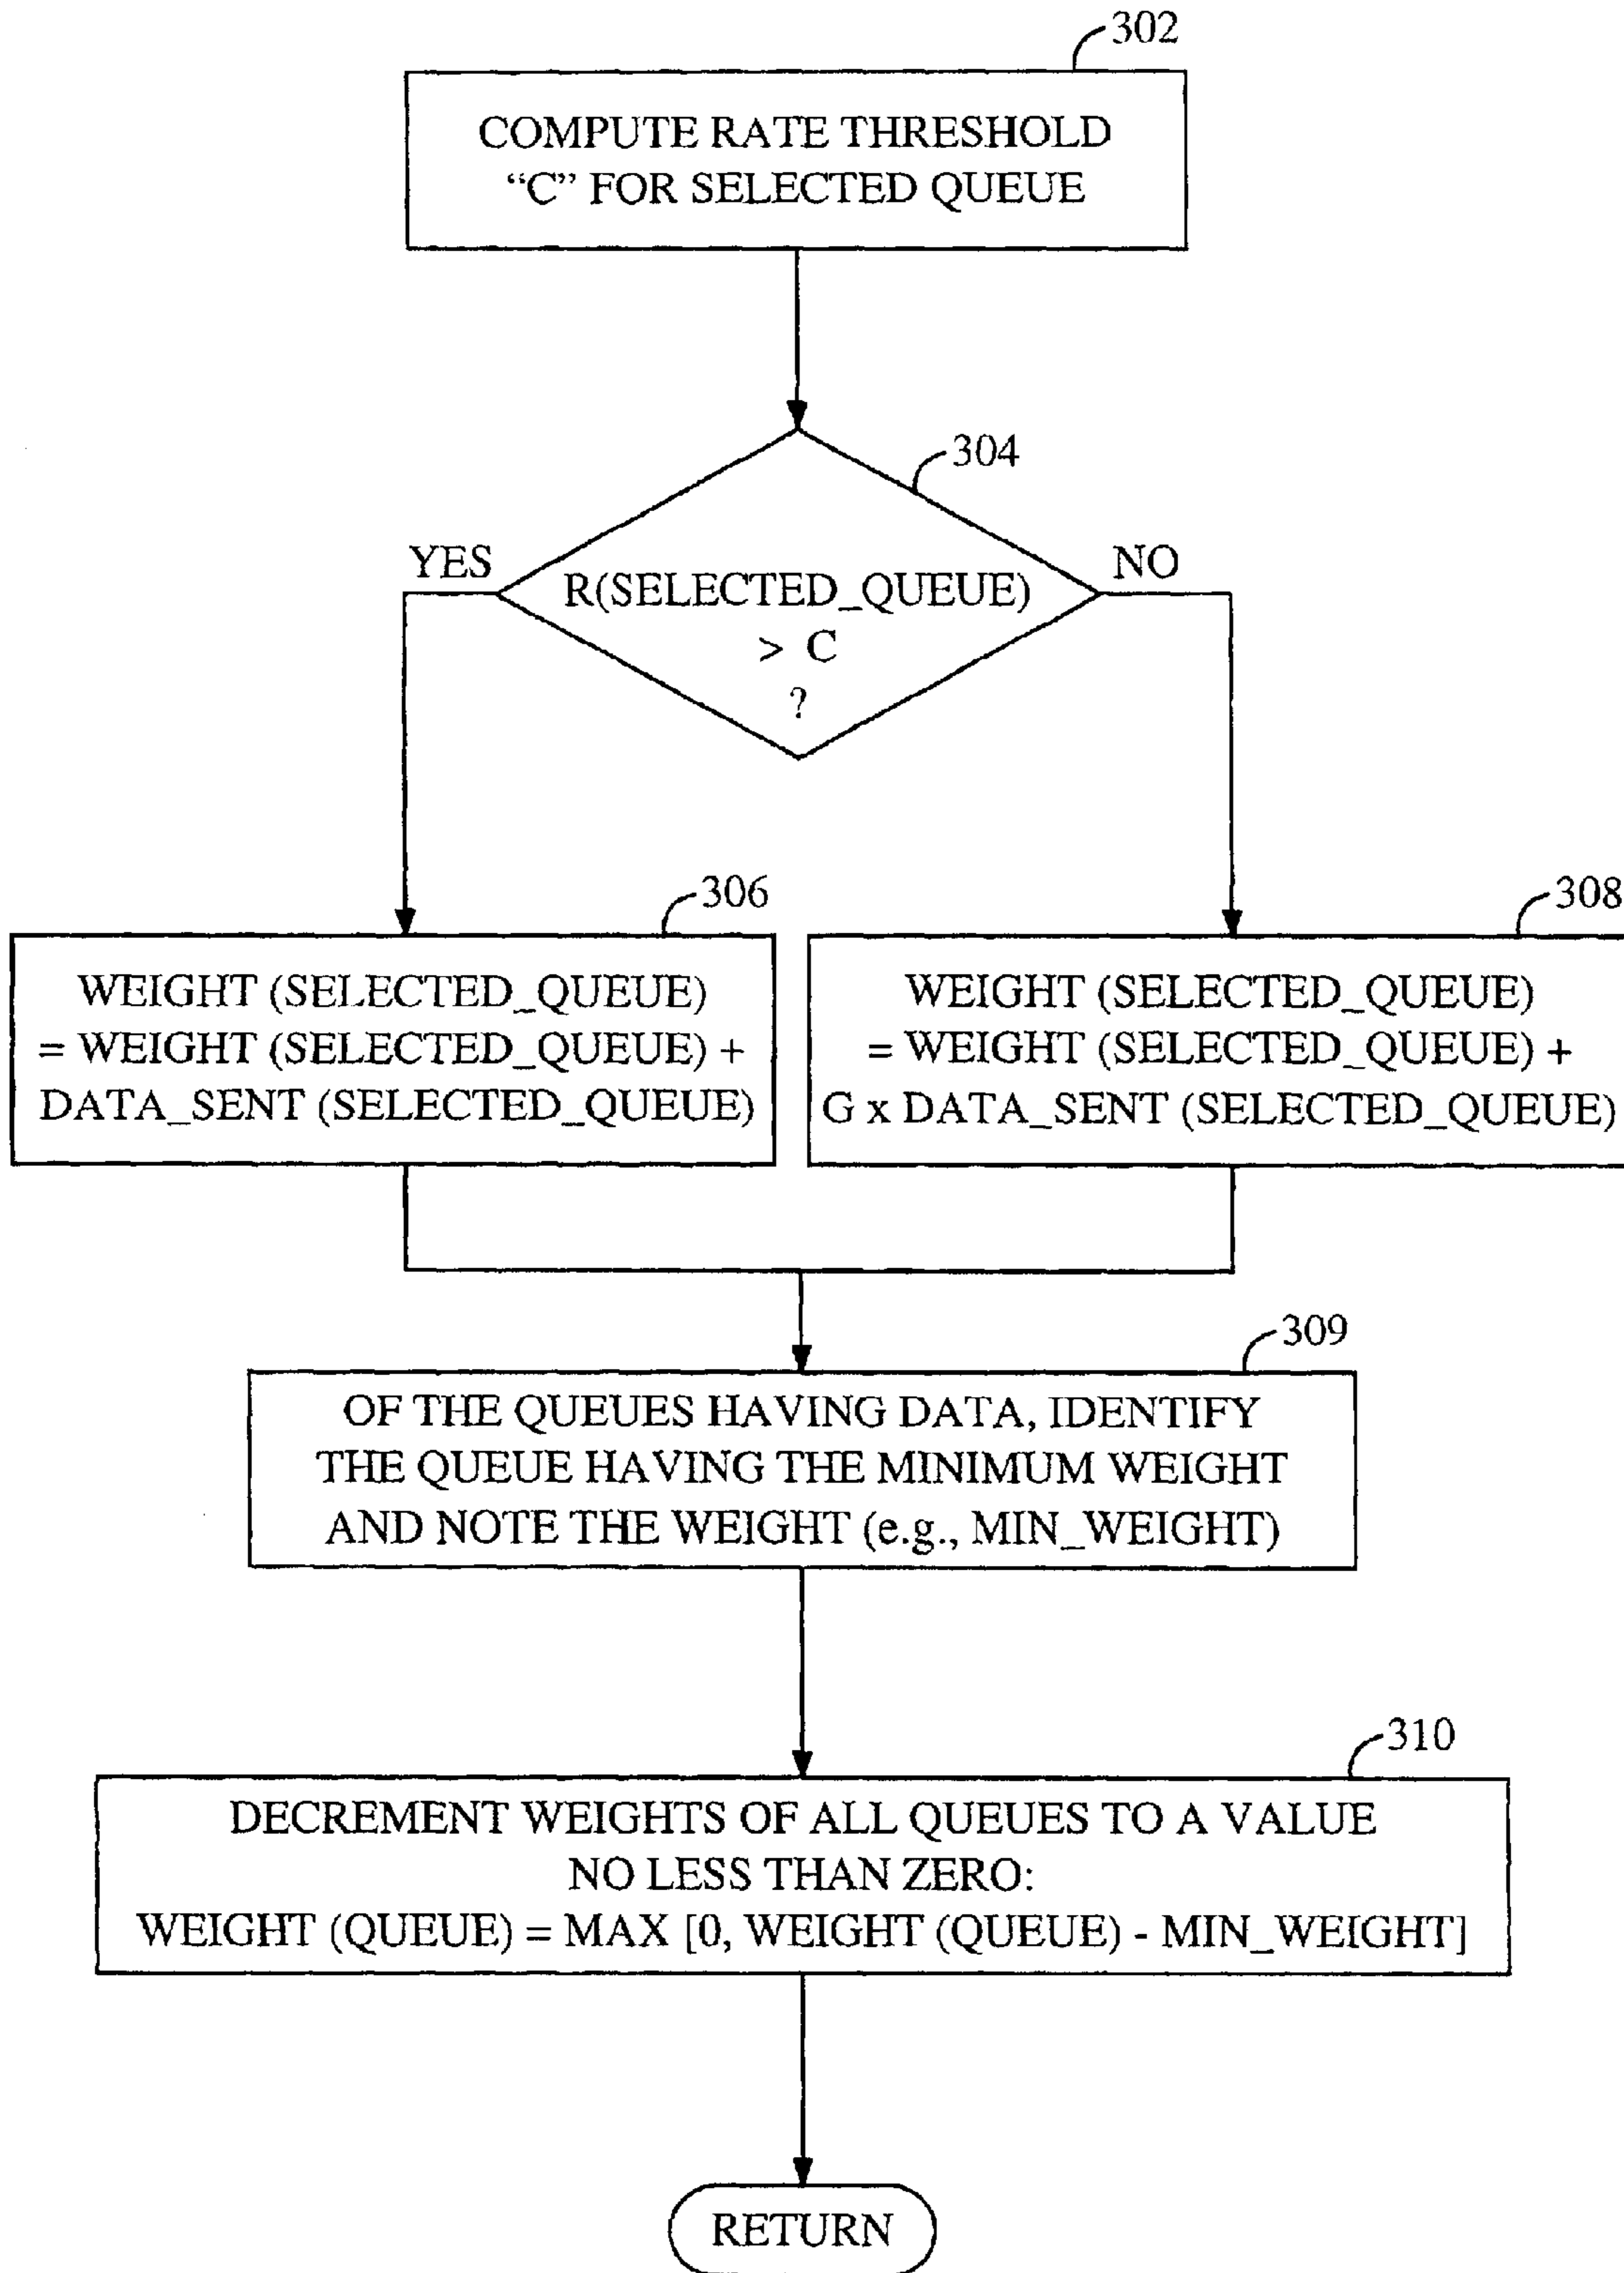 302
COMPUTE RATE THRESHOLD
“C” FOR SELECTED QUEUE
304
YES
NO
R(SELECTED_QUEUE)
> C
?
306
WEIGHT (SELECTED_QUEUE)
= WEIGHT (SELECTED_QUEUE) +
DATA_SENT (SELECTED_QUEUE)
308
WEIGHT (SELECTED_QUEUE)
= WEIGHT (SELECTED_QUEUE) +
G x DATA_SENT (SELECTED_QUEUE)
309
OF THE QUEUES HAVING DATA, IDENTIFY
THE QUEUE HAVING THE MINIMUM WEIGHT
AND NOTE THE WEIGHT (e.g., MIN_WEIGHT)
310
DECREMENT WEIGHTS OF ALL QUEUES TO A VALUE
NO LESS THAN ZERO:
WEIGHT (QUEUE) = MAX [0, WEIGHT (QUEUE) - MIN_WEIGHT]
RETURN